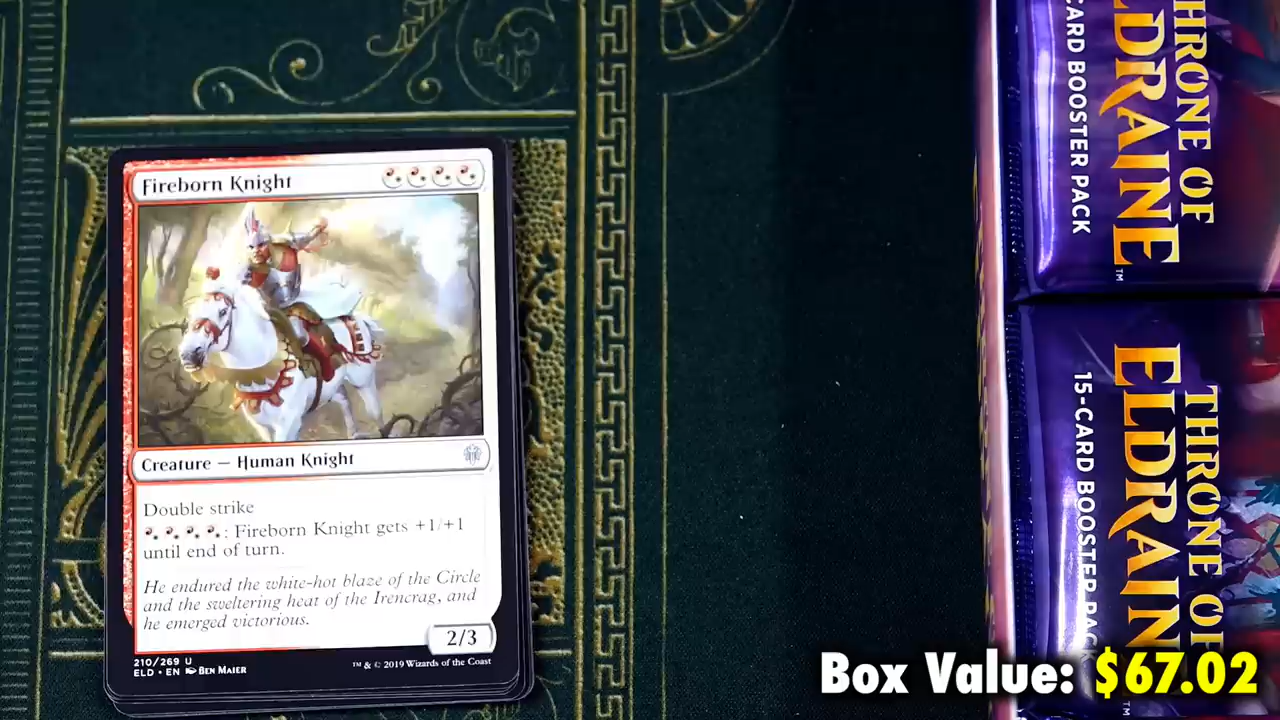 Fireborn Knight
Creature — Human Knight
Double strike
: Fireborn Knight gets +1/+1
until end of turn.
He endured the white-hot blaze of the Circle
and the sweltering heat of the Irencrag, and
he emerged victorious.
2/3
210/269 U
ELD • EN BEN MAIER
™ & © 2019 Wizards of the Coast
THRONE OF
ELDRAINE™
CARD BOOSTER PACK
THRONE OF
ELDRAINE™
15-CARD BOOSTER PACK
Box Value: $67.02